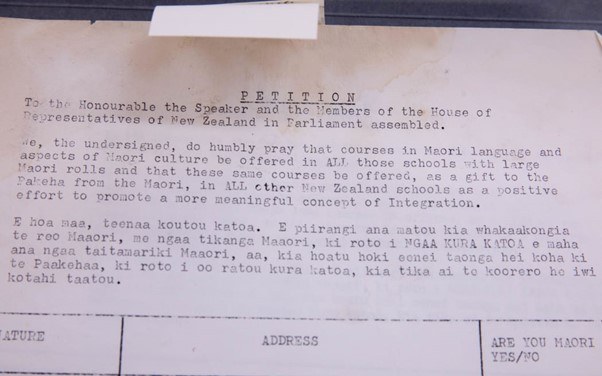 PETITION
To the Honourable the Speaker and the Members of the House of
Representatives of New Zealand in Parliament assembled.
We, the undersigned, do humbly pray that courses in Maori language and
aspects of Maori culture be offered in ALL those schools with large
Maori rolls and that these same courses be offered, as a gift to the
Pakeha from the Maori, in ALL other New Zealand schools as a positive
effort to promote a more meaningful concept of Integration.
E hoa maa, teenaa koutou katoa. E piirangi ana matou kia whakaakongia
te reo Maaori, me ngaa tikanga Maaori, ki roto i NGAA KURA KATOA e maha
ana ngaa taitamariki Maaori, aa, kia hoatu hoki eenei taonga hei koha ki
te Paakehaa, ki roto i oo ratou kura katoa, kia tika ai te koorero he iwi
kotahi taatou.
NATURE ADDRESS ARE YOU MAORI
YES/NO